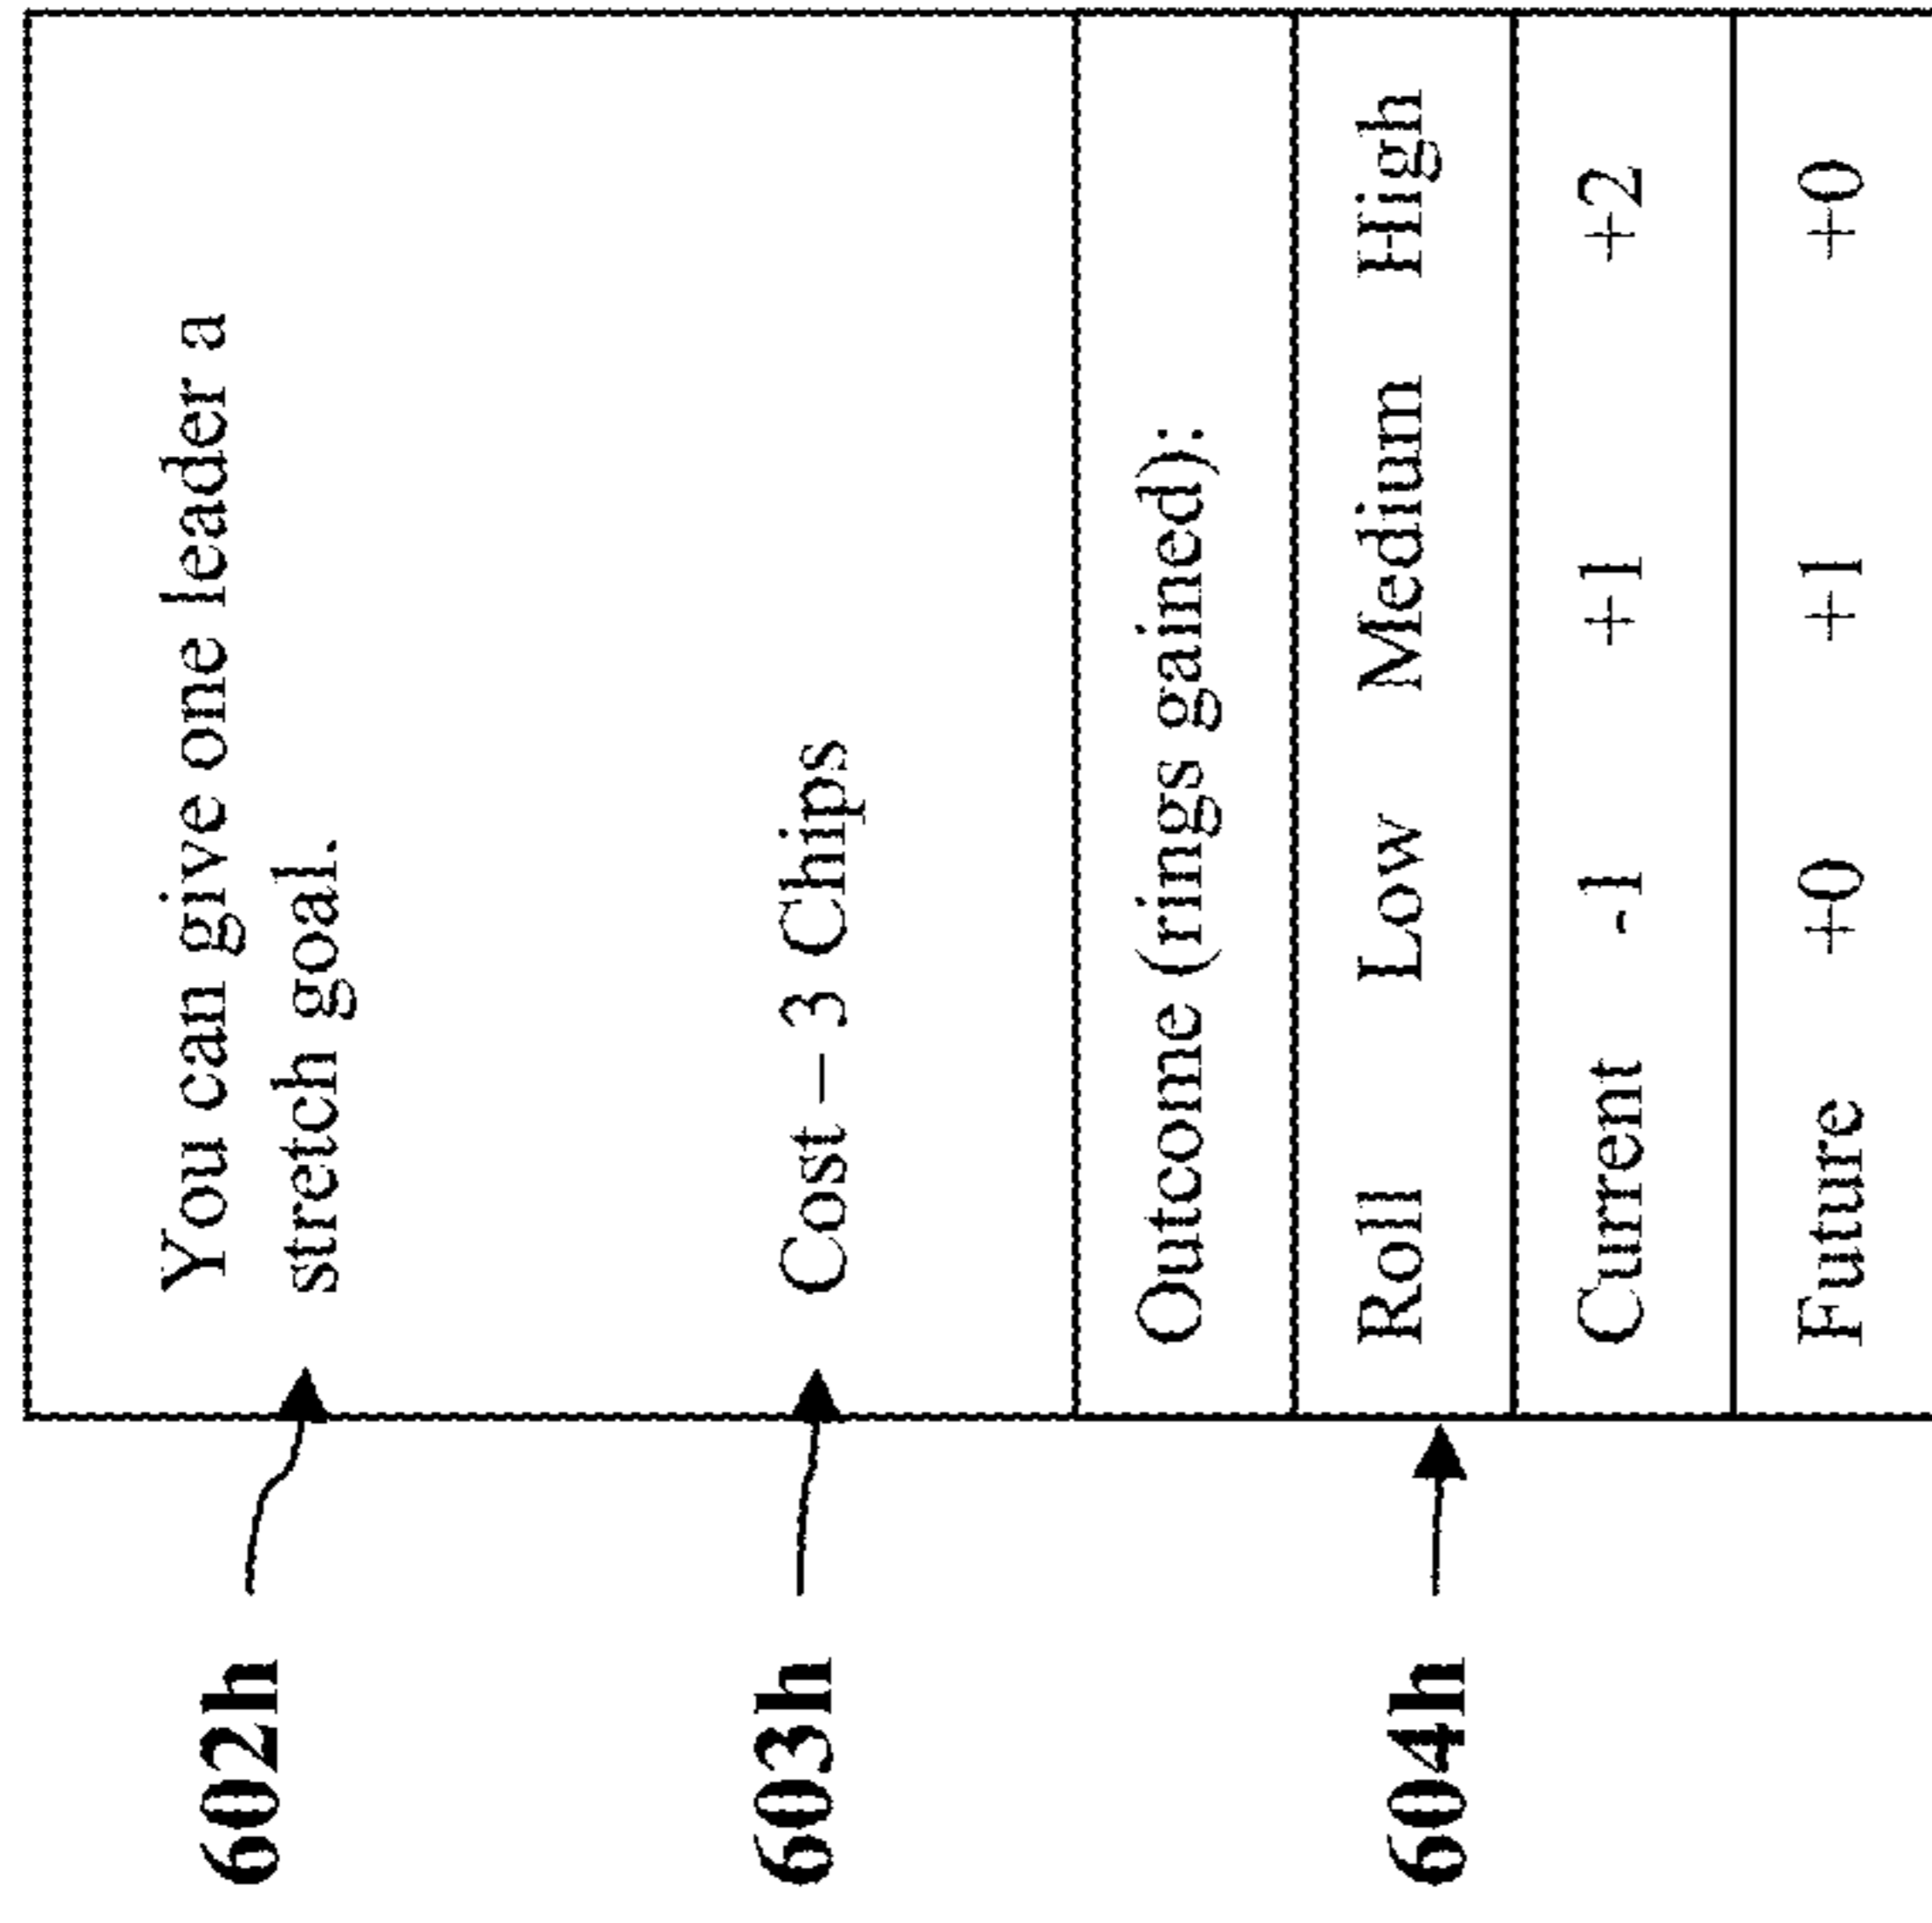 602h
You can give one leader a
stretch goal.
603h
Cost – 3 Chips
Outcome (rings gained):
604h
Roll Low Medium High
Current -1 +1 +2
Future +0 +1 +0